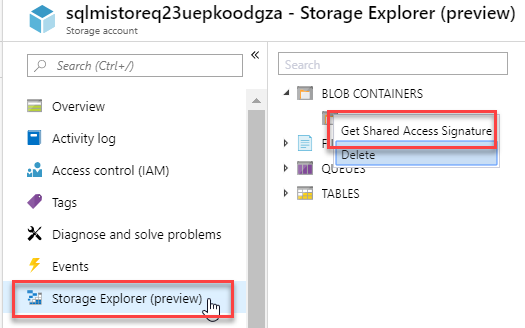 sqlmistoreq23uepkoodgza - Storage Explorer (preview)
Storage account
Search (Ctrl+/)
Overview
Activity log
Access control (IAM)
Tags
Diagnose and solve problems
Events
Storage Explorer (preview)
Search
BLOB CONTAINERS
Get Shared Access Signature
Delete
QUEUES
TABLES